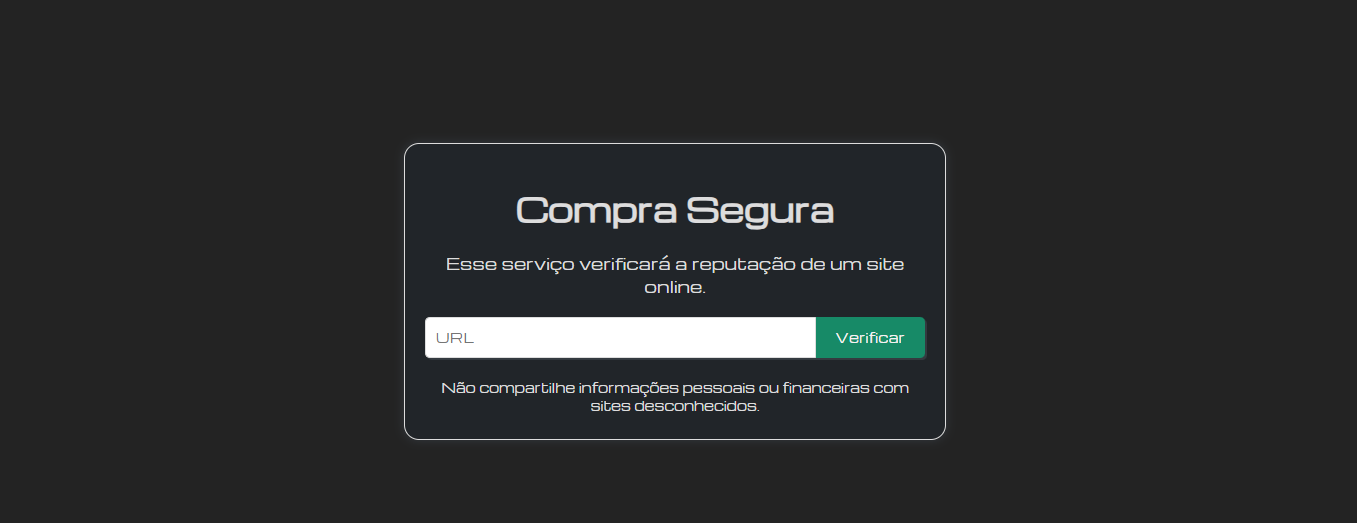 Compra Segura
Esse serviço verificará a reputação de um site
online.
URL
Verificar
Não compartilhe informações pessoais ou financeiras com
sites desconhecidos.